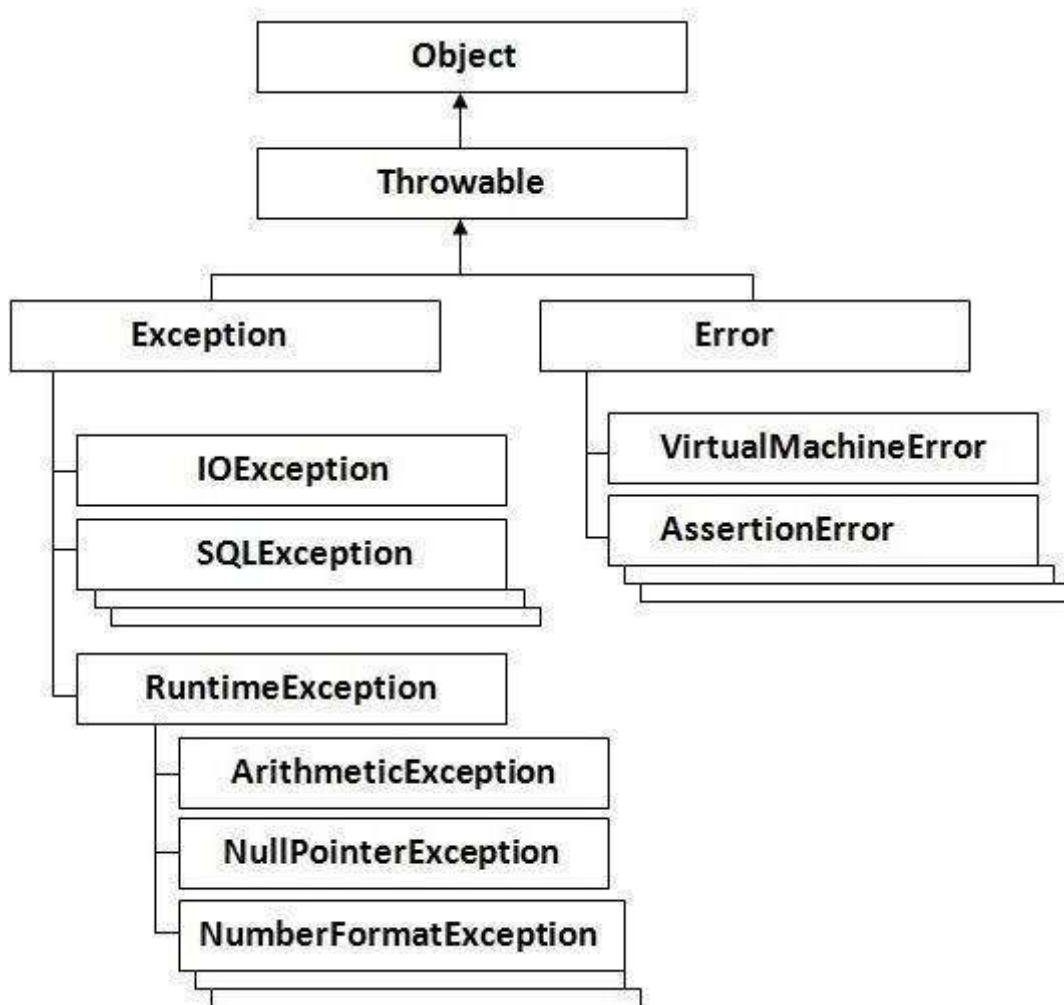 Object
Throwable
Exception
Error
IOException
SQLException
RuntimeException
ArithmeticException
NullPointerException
NumberFormatException
VirtualMachineError
AssertionError